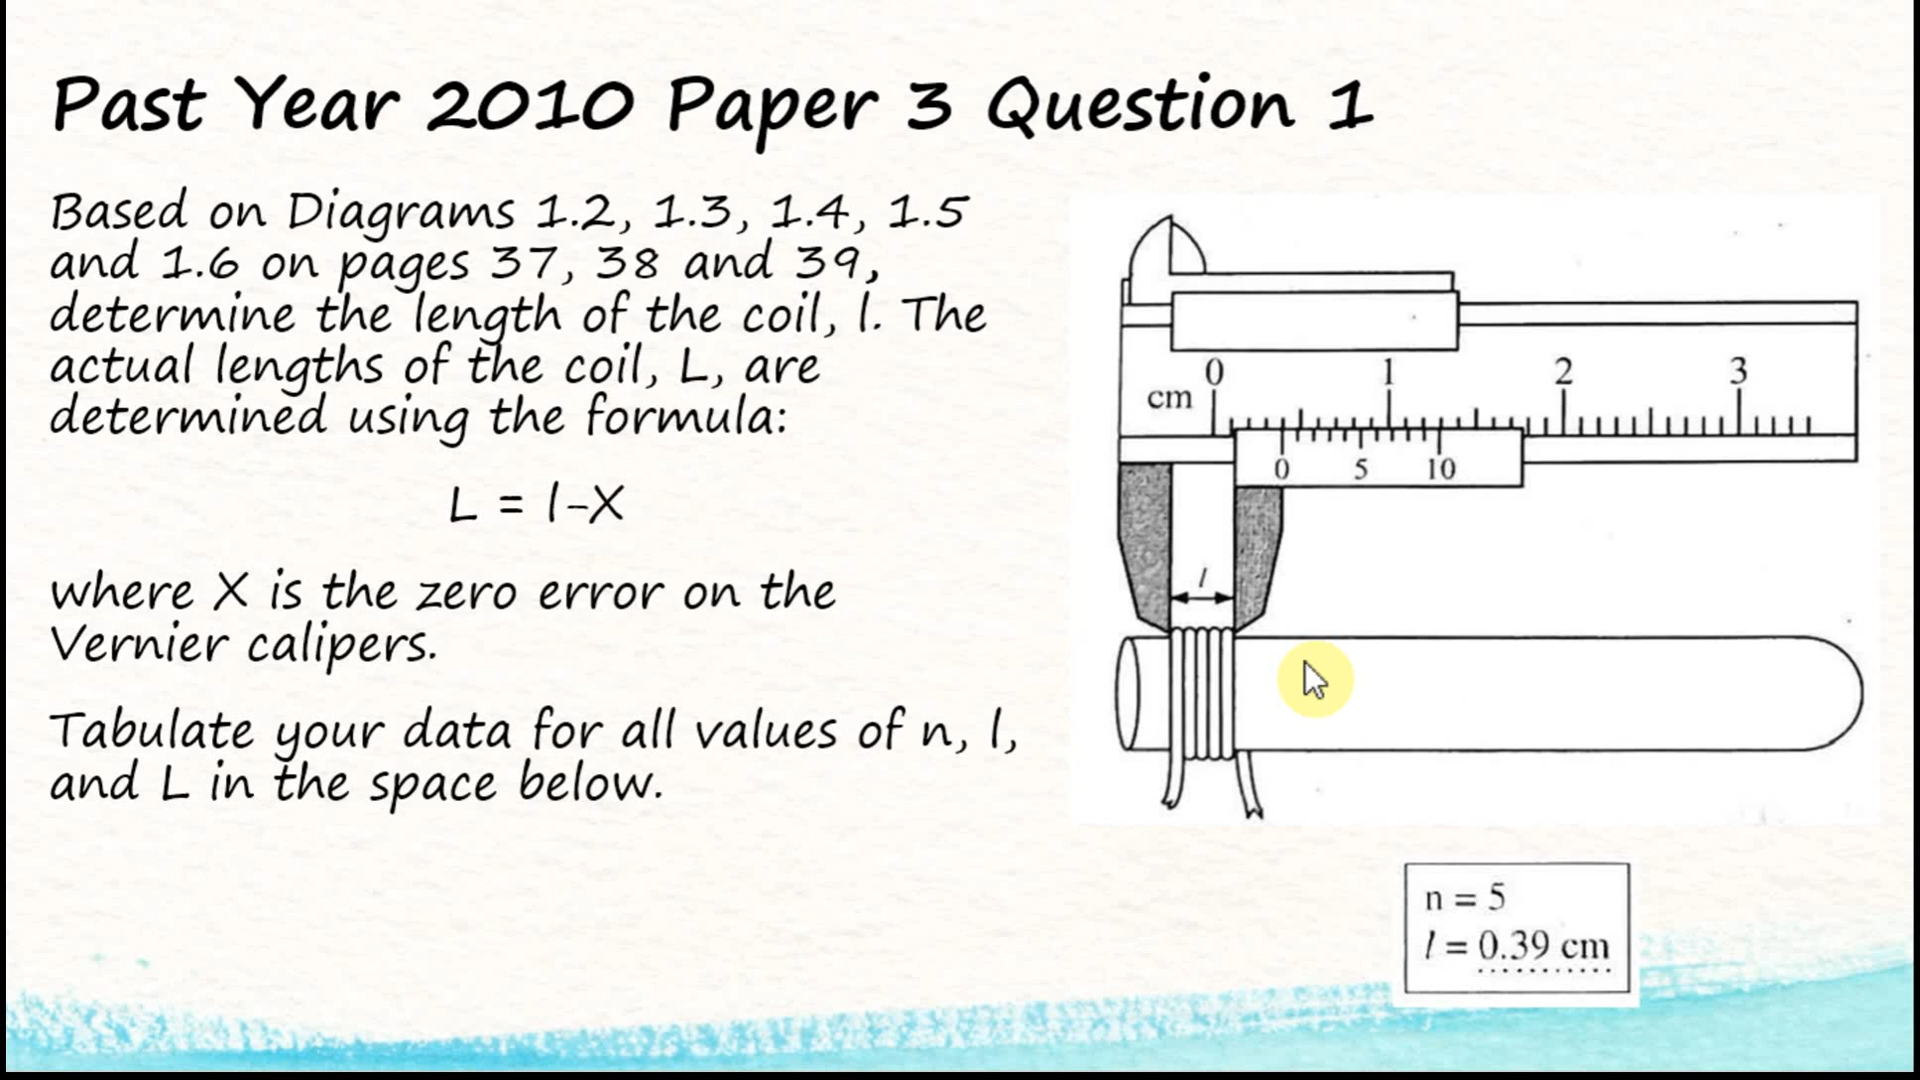 Past Year 2010 Paper 3 Question 1
Based on Diagrams 1.2, 1.3, 1.4, 1.5
and 1.6 on pages 37, 38 and 39,
determine the length of the coil, l. The
actual lengths of the coil, L, are
determined using the formula:
L = l-X
where X is the zero error on the
Vernier calipers.
Tabulate your data for all values of n, l,
and L in the space below.
0 1 2 3
cm
0 5 10
l
n = 5
l = 0.39 cm